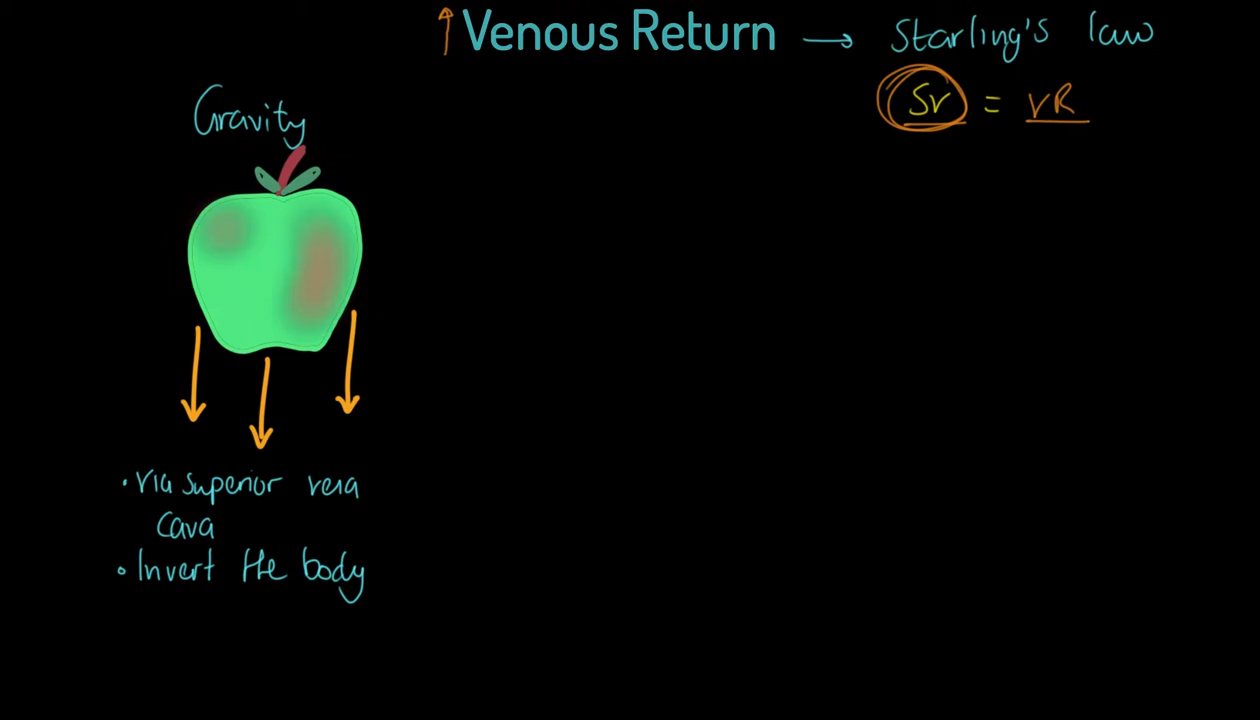 ↑ Venous Return → Starling's law
SV = VR
Gravity
• Via superior vena
cava
• Invert the body